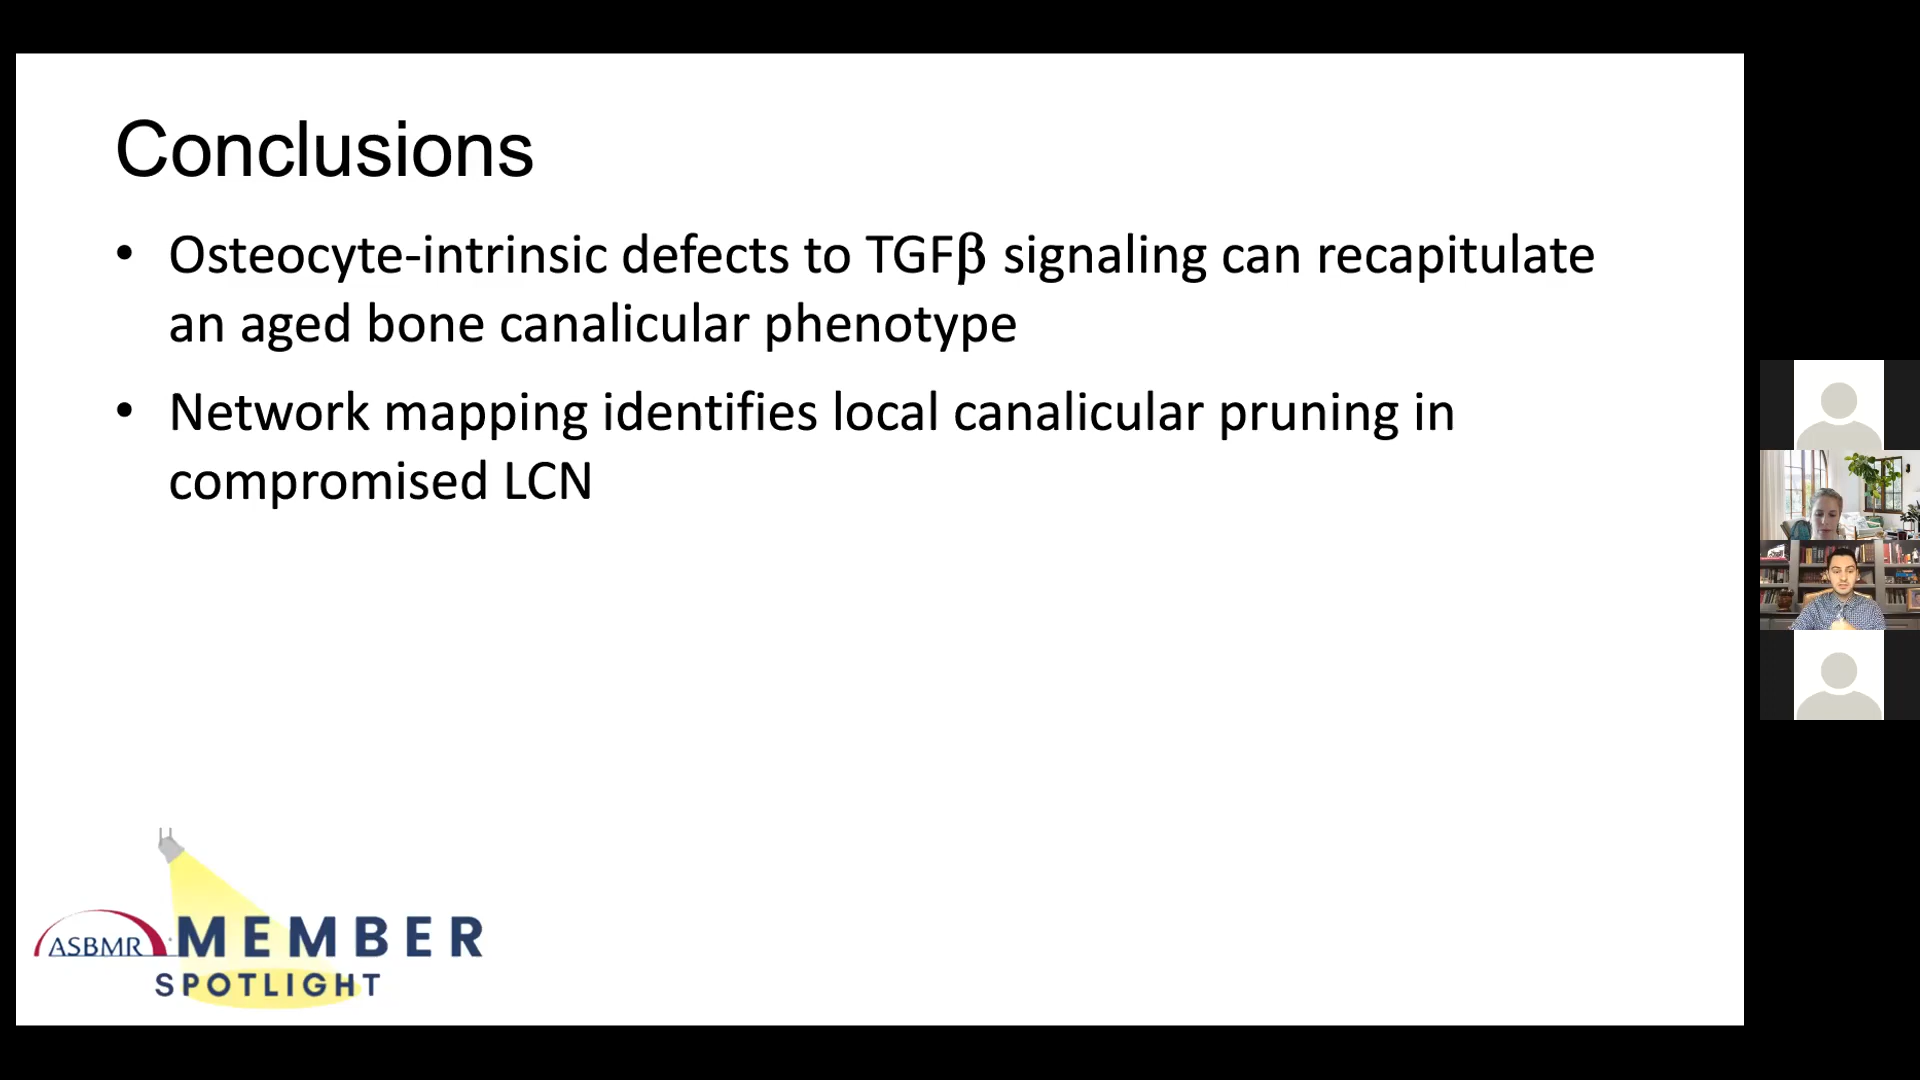 Conclusions
• Osteocyte-intrinsic defects to TGFβ signaling can recapitulate
an aged bone canalicular phenotype
• Network mapping identifies local canalicular pruning in
compromised LCN
ASBMR MEMBER
SPOTLIGHT